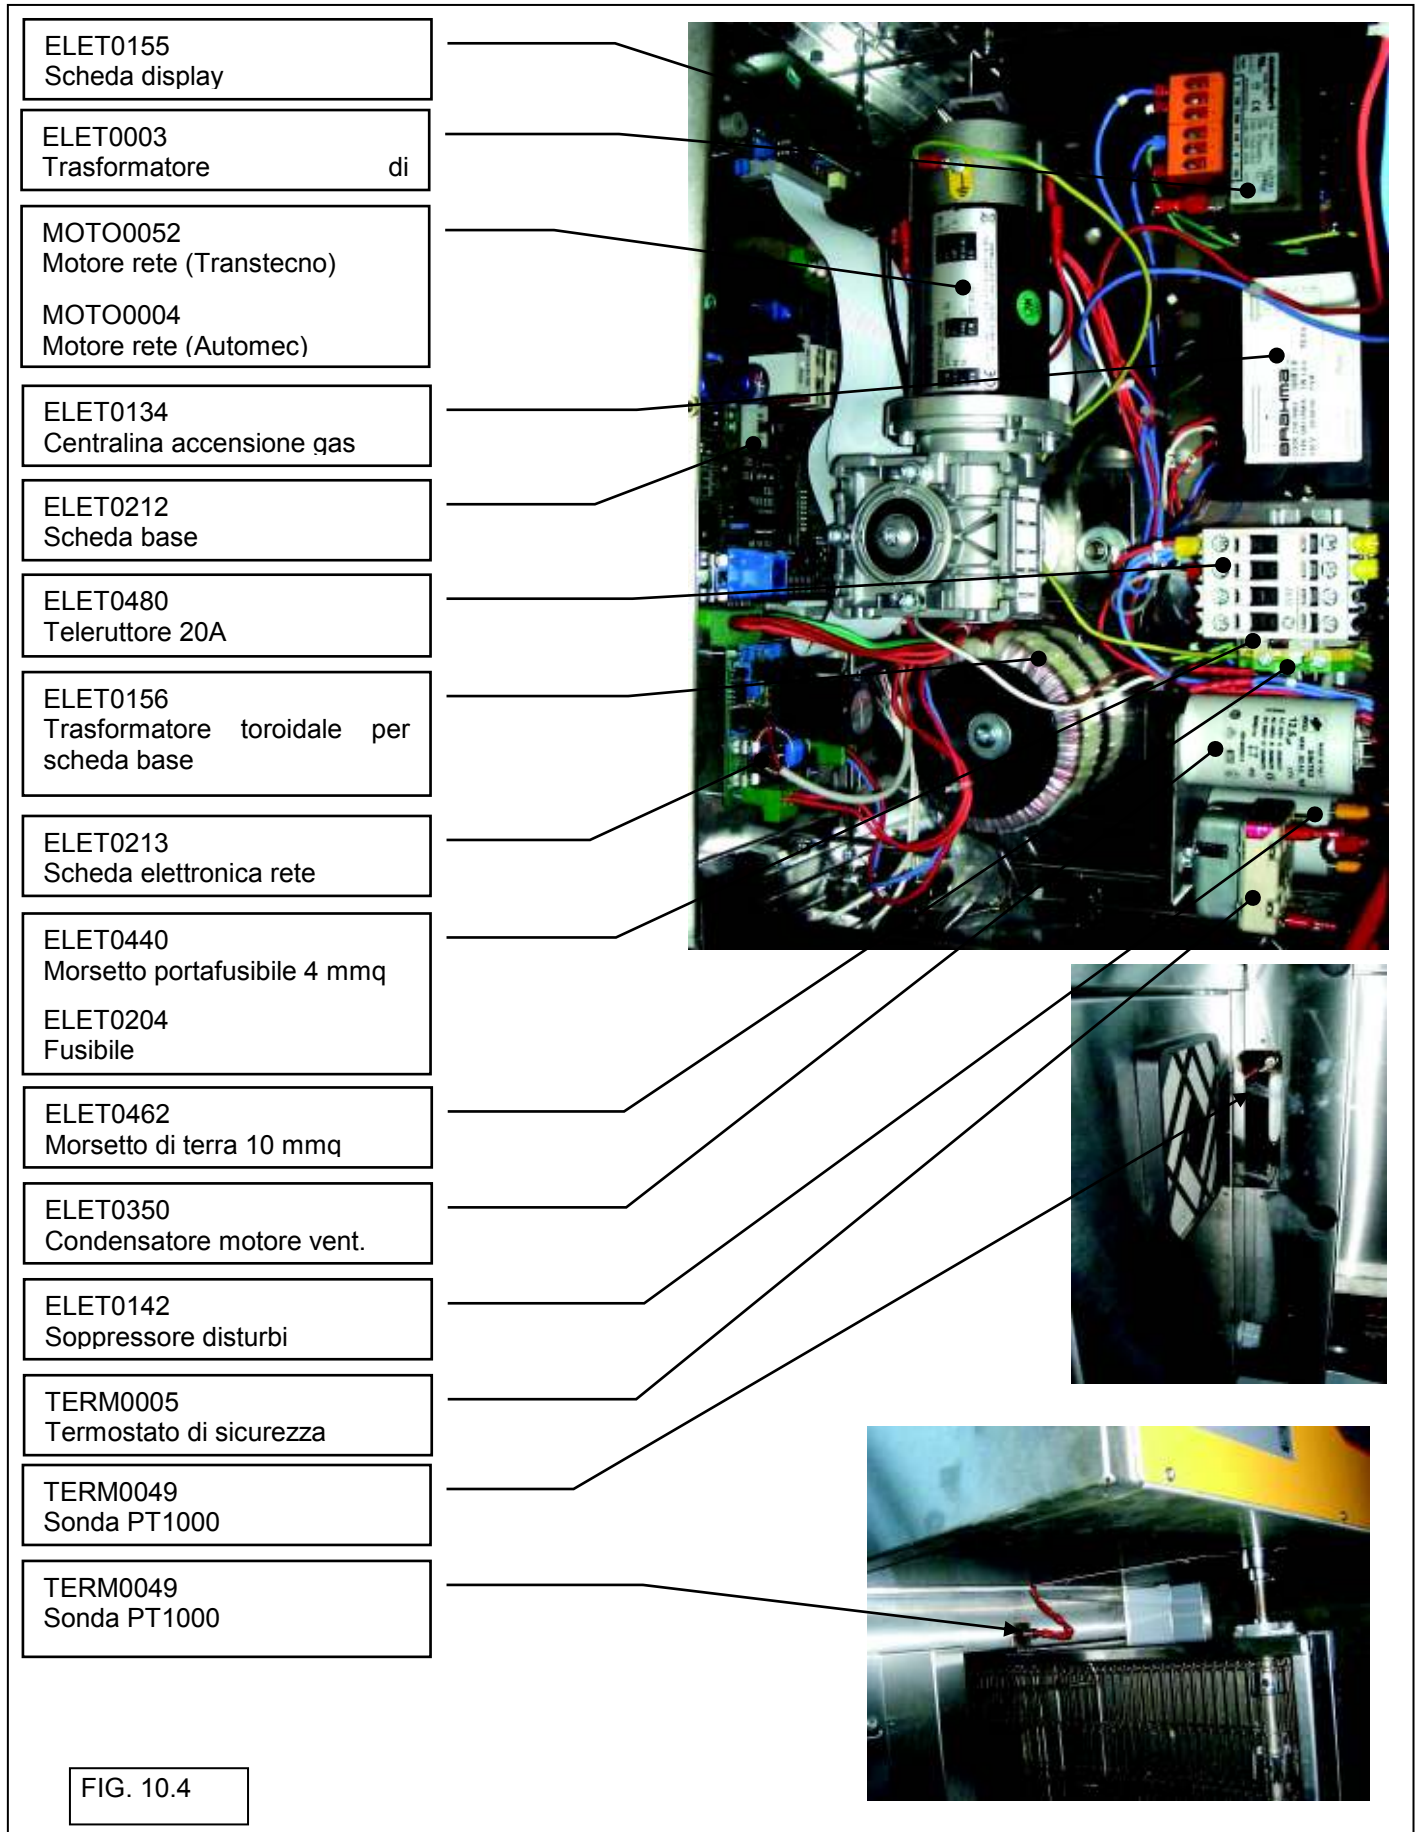 ELET0155
Scheda display
ELET0003
Trasformatore di
MOTO0052
Motore rete (Transtecno)
MOTO0004
Motore rete (Automec)
ELET0134
Centralina accensione gas
ELET0212
Scheda base
ELET0480
Teleruttore 20A
ELET0156
Trasformatore toroidale per
scheda base
ELET0213
Scheda elettronica rete
ELET0440
Morsetto portafusibile 4 mmq
ELET0204
Fusibile
ELET0462
Morsetto di terra 10 mmq
ELET0350
Condensatore motore vent.
ELET0142
Soppressore disturbi
TERM0005
Termostato di sicurezza
TERM0049
Sonda PT1000
TERM0049
Sonda PT1000
FIG. 10.4
BRAHMA